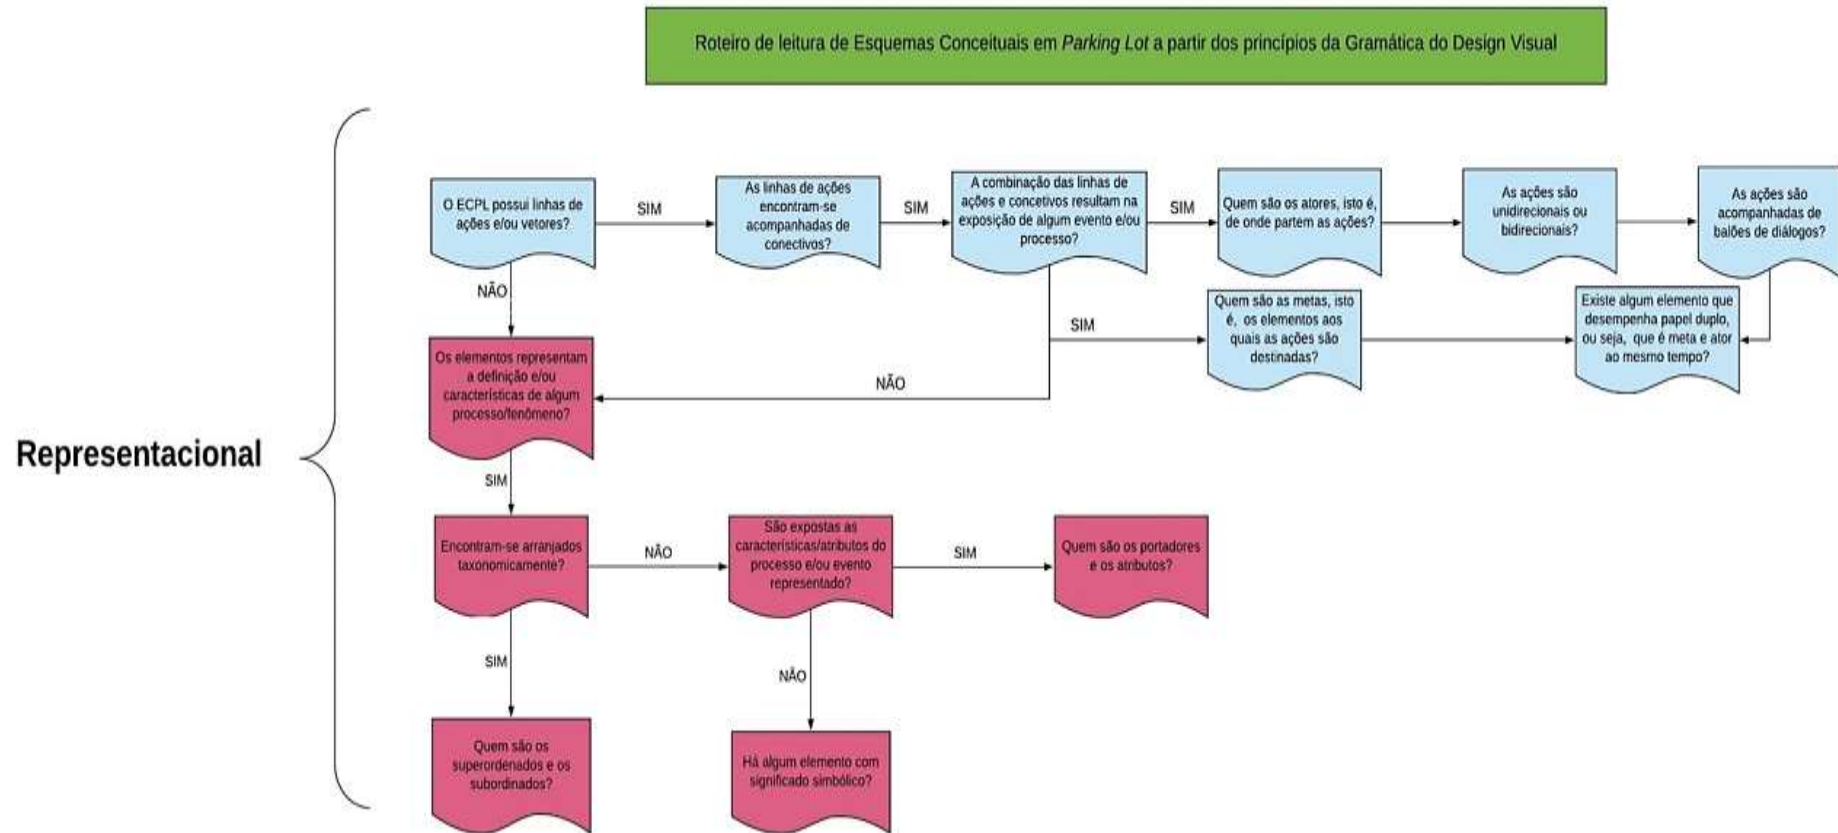 Roteiro de leitura de Esquemas Conceituais em Parking Lot a partir dos princípios da Gramática do Design Visual
Representacional
O ECPL possui linhas de
ações e/ou vetores?
SIM
As linhas de ações
encontram-se
acompanhadas de
conectivos?
SIM
A combinação das linhas de
ações e concetivos resultam na
exposição de algum evento e/ou
processo?
SIM
Quem são os atores, isto é,
de onde partem as ações?
As ações são
unidirecionais ou
bidirecionais?
As ações são
acompanhadas de
balões de diálogos?
NÃO
SIM
Quem são as metas, isto
é, os elementos aos
quais as ações são
destinadas?
Existe algum elemento que
desempenha papel duplo,
ou seja, que é meta e ator
ao mesmo tempo?
NÃO
Os elementos representam
a definição e/ou
características de algum
processo/fenômeno?
SIM
Encontram-se arranjados
taxonomicamente?
NÃO
São expostas as
características/atributos do
processo e/ou evento
representado?
SIM
Quem são os portadores
e os atributos?
SIM
NÃO
Quem são os
superordenados e os
subordinados?
Há algum elemento com
significado simbólico?